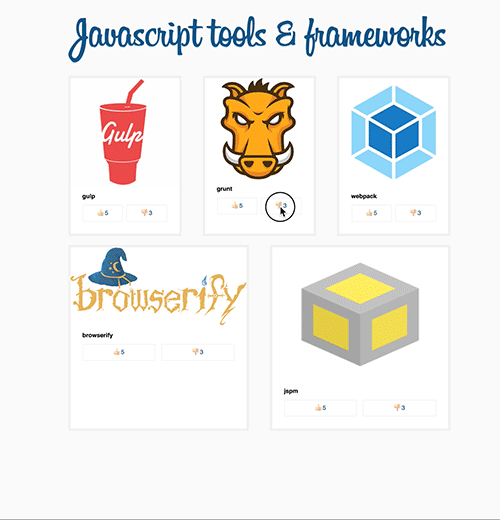 Javascript tools & frameworks
Gulp
gulp
👍5 👎3
grunt
👍5 👎3
webpack
👍5 👎3
browserify
browserify
👍5 👎3
jspm
👍5 👎3